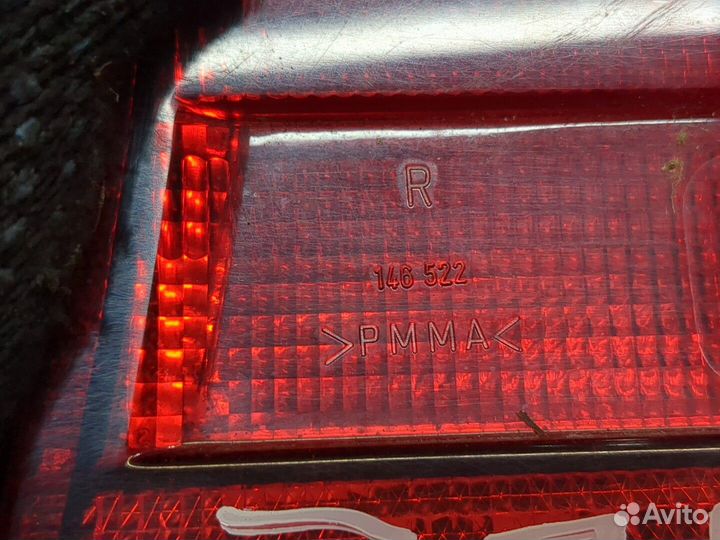 R
146 522
>PMMA<
Avito